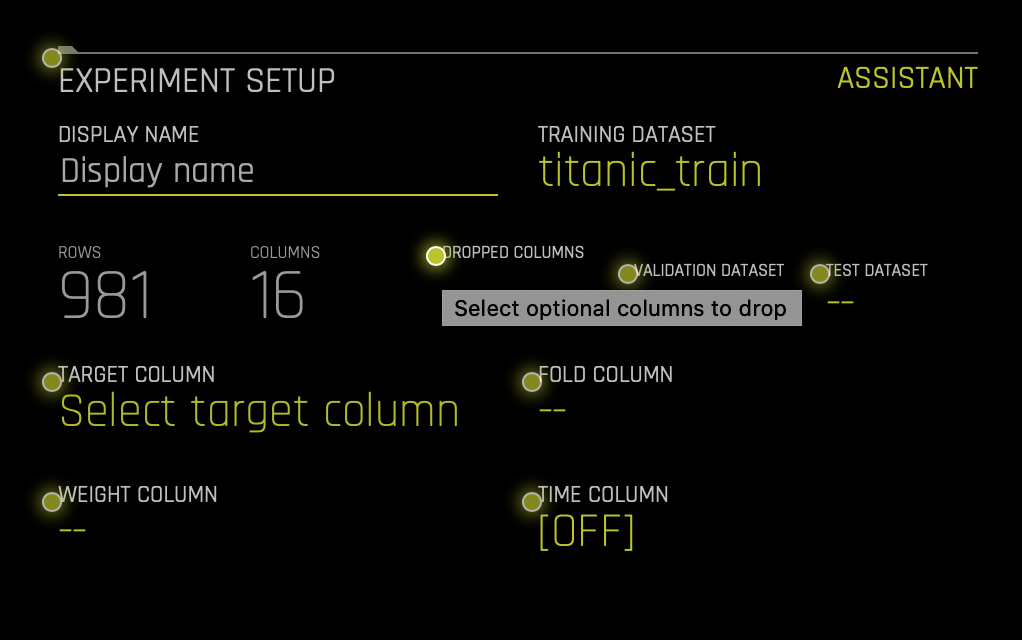 EXPERIMENT SETUP
ASSISTANT
DISPLAY NAME
Display name
TRAINING DATASET
titanic_train
ROWS
981
COLUMNS
16
DROPPED COLUMNS
Select optional columns to drop
VALIDATION DATASET
TEST DATASET
--
TARGET COLUMN
Select target column
FOLD COLUMN
--
WEIGHT COLUMN
--
TIME COLUMN
[OFF]